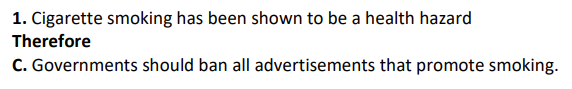 1. Cigarette smoking has been shown to be a health hazard
Therefore
C. Governments should ban all advertisements that promote smoking.